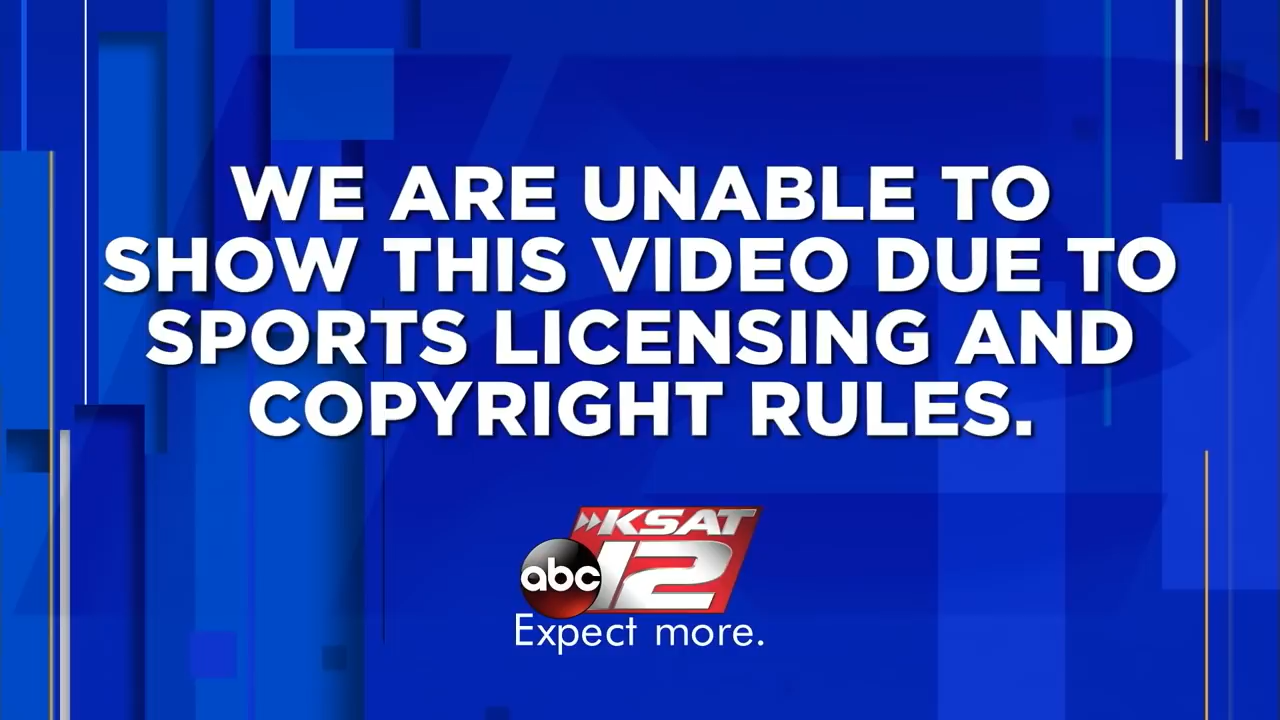 WE ARE UNABLE TO
SHOW THIS VIDEO DUE TO
SPORTS LICENSING AND
COPYRIGHT RULES.
KSAT
abc 12
Expect more.